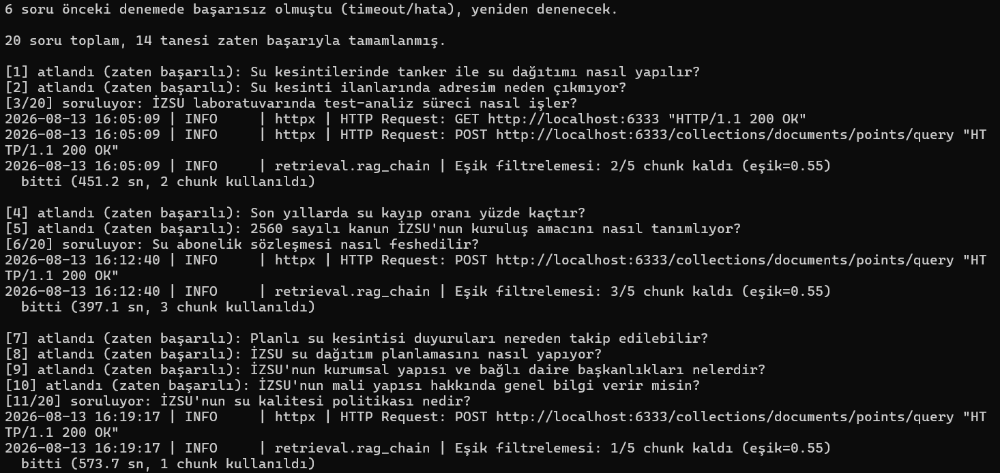 6 soru önceki denemede başarısız olmuştu (timeout/hata), yeniden denenecek.
20 soru toplam, 14 tanesi zaten başarıyla tamamlanmış.
[1] atlandı (zaten başarılı): Su kesintilerinde tanker ile su dağıtımı nasıl yapılır?
[2] atlandı (zaten başarılı): Su kesinti ilanlarında adresim neden çıkmıyor?
[3/20] soruluyor: İZSU laboratuvarında test-analiz süreci nasıl işler?
2026-08-13 16:05:09 | INFO     | httpx | HTTP Request: GET http://localhost:6333 "HTTP/1.1 200 OK"
2026-08-13 16:05:09 | INFO     | httpx | HTTP Request: POST http://localhost:6333/collections/documents/points/query "HT
TP/1.1 200 OK"
2026-08-13 16:05:09 | INFO     | retrieval.rag_chain | Eşik filtrelemesi: 2/5 chunk kaldı (eşik=0.55)
  bitti (451.2 sn, 2 chunk kullanıldı)
[4] atlandı (zaten başarılı): Son yıllarda su kayıp oranı yüzde kaçtır?
[5] atlandı (zaten başarılı): 2560 sayılı kanun İZSU'nun kuruluş amacını nasıl tanımlıyor?
[6/20] soruluyor: Su abonelik sözleşmesi nasıl feshedilir?
2026-08-13 16:12:40 | INFO     | httpx | HTTP Request: POST http://localhost:6333/collections/documents/points/query "HT
TP/1.1 200 OK"
2026-08-13 16:12:40 | INFO     | retrieval.rag_chain | Eşik filtrelemesi: 3/5 chunk kaldı (eşik=0.55)
  bitti (397.1 sn, 3 chunk kullanıldı)
[7] atlandı (zaten başarılı): Planlı su kesintisi duyuruları nereden takip edilebilir?
[8] atlandı (zaten başarılı): İZSU su dağıtım planlamasını nasıl yapıyor?
[9] atlandı (zaten başarılı): İZSU'nun kurumsal yapısı ve bağlı daire başkanlıkları nelerdir?
[10] atlandı (zaten başarılı): İZSU'nun mali yapısı hakkında genel bilgi verir misin?
[11/20] soruluyor: İZSU'nun su kalitesi politikası nedir?
2026-08-13 16:19:17 | INFO     | httpx | HTTP Request: POST http://localhost:6333/collections/documents/points/query "HT
TP/1.1 200 OK"
2026-08-13 16:19:17 | INFO     | retrieval.rag_chain | Eşik filtrelemesi: 1/5 chunk kaldı (eşik=0.55)
  bitti (573.7 sn, 1 chunk kullanıldı)